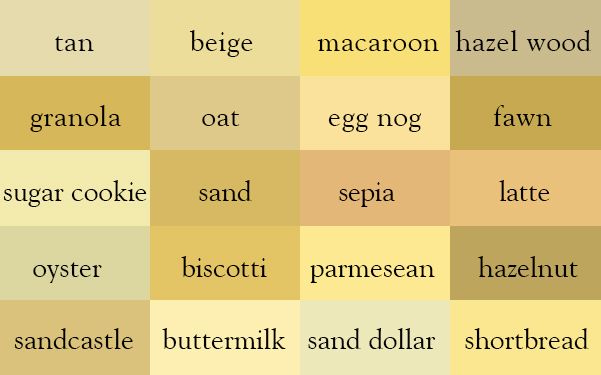 tan beige macaroon hazel wood
granola oat egg nog fawn
sugar cookie sand sepia latte
oyster biscotti parmesean hazelnut
sandcastle buttermilk sand dollar shortbread